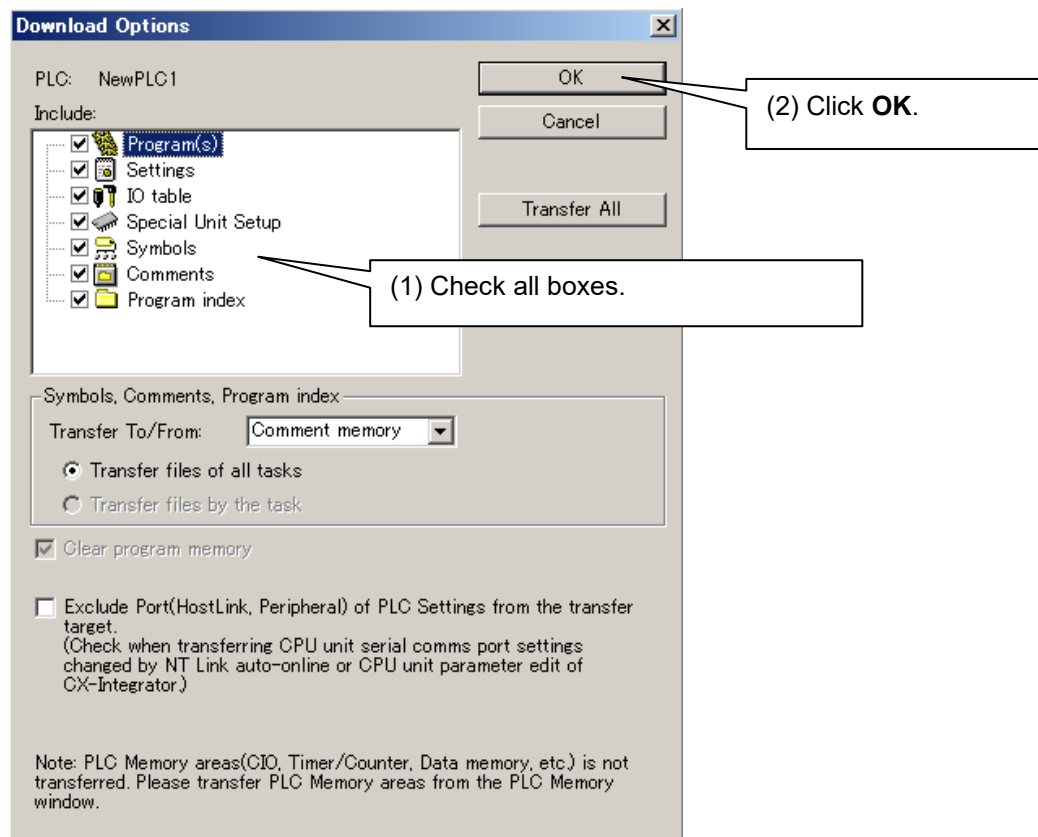 Download Options
PLC: NewPLC1
OK
(2) Click OK.
Include:
Cancel
Program(s)
Settings
IO table
Transfer All
Special Unit Setup
Symbols
Comments
(1) Check all boxes.
Program index
Symbols, Comments, Program index
Transfer To/From: Comment memory
Transfer files of all tasks
Transfer files by the task
Clear program memory
Exclude Port(HostLink, Peripheral) of PLC Settings from the transfer
target.
(Check when transferring CPU unit serial comms port settings
changed by NT Link auto-online or CPU unit parameter edit of
CX-Integrator.)
Note: PLC Memory areas(CIO, Timer/Counter, Data memory, etc.) is not
transferred. Please transfer PLC Memory areas from the PLC Memory
window.